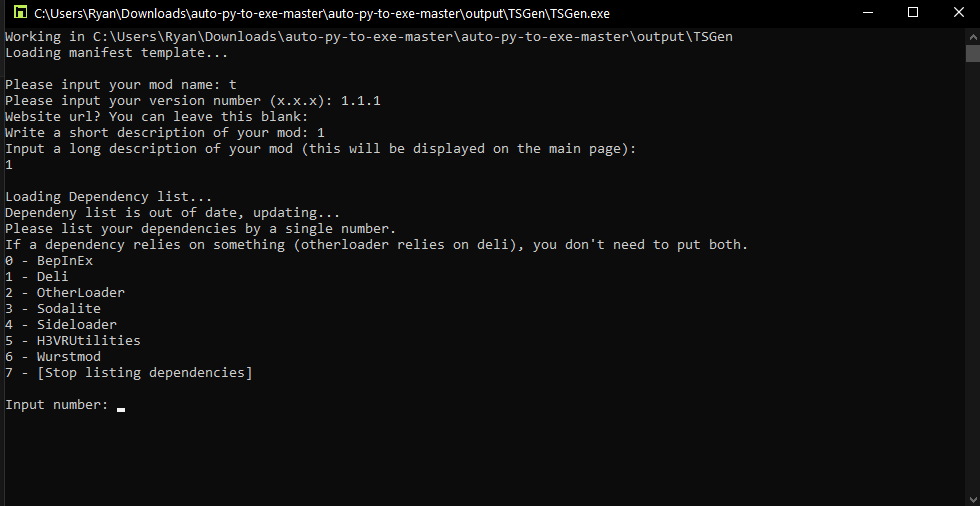 C:\Users\Ryan\Downloads\auto-py-to-exe-master\auto-py-to-exe-master\output\TSGen\TSGen.exe
Working in C:\Users\Ryan\Downloads\auto-py-to-exe-master\auto-py-to-exe-master\output\TSGen
Loading manifest template...
Please input your mod name: t
Please input your version number (x.x.x): 1.1.1
Website url? You can leave this blank:
Write a short description of your mod: 1
Input a long description of your mod (this will be displayed on the main page):
1
Loading Dependency list...
Dependeny list is out of date, updating...
Please list your dependencies by a single number.
If a dependency relies on something (otherloader relies on deli), you don't need to put both.
0 - BepInEx
1 - Deli
2 - OtherLoader
3 - Sodalite
4 - Sideloader
5 - H3VRUtilities
6 - Wurstmod
7 - [Stop listing dependencies]
Input number: